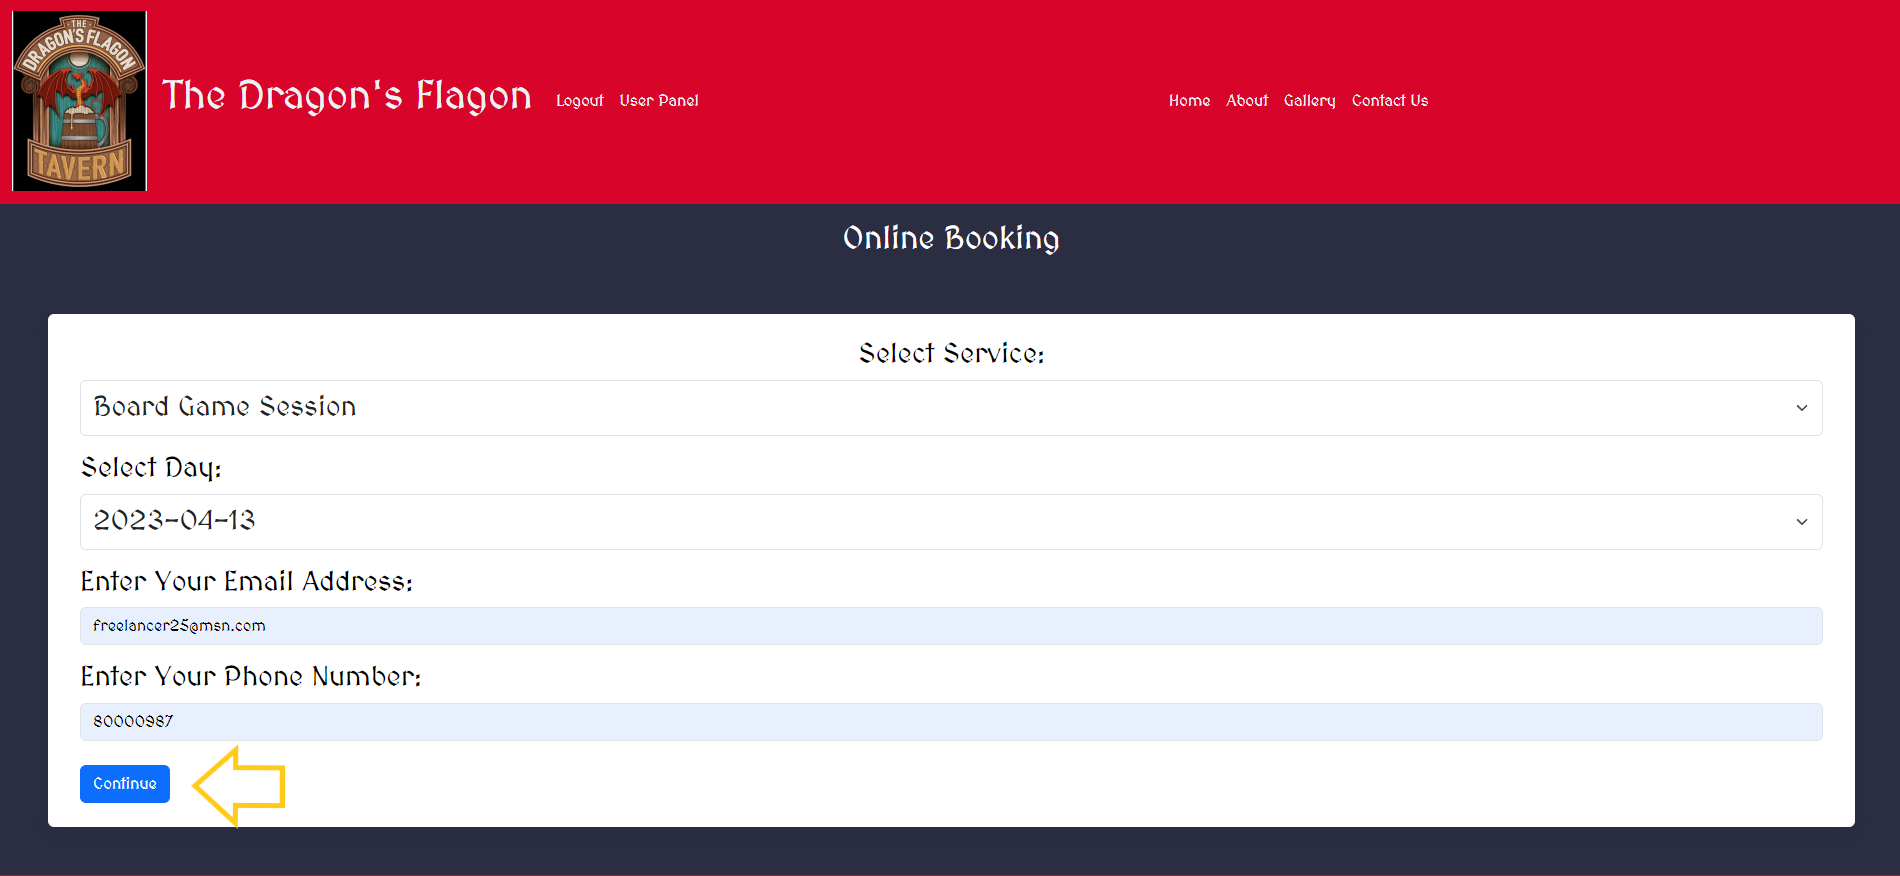 THE
DRAGON'S FLAGON
TAVERN
The Dragon's Flagon
Logout User Panel
Home About Gallery Contact Us
Online Booking
Select Service:
Board Game Session
Select Day:
2023-04-13
Enter Your Email Address:
freelancer25@msn.com
Enter Your Phone Number:
80000987
Continue